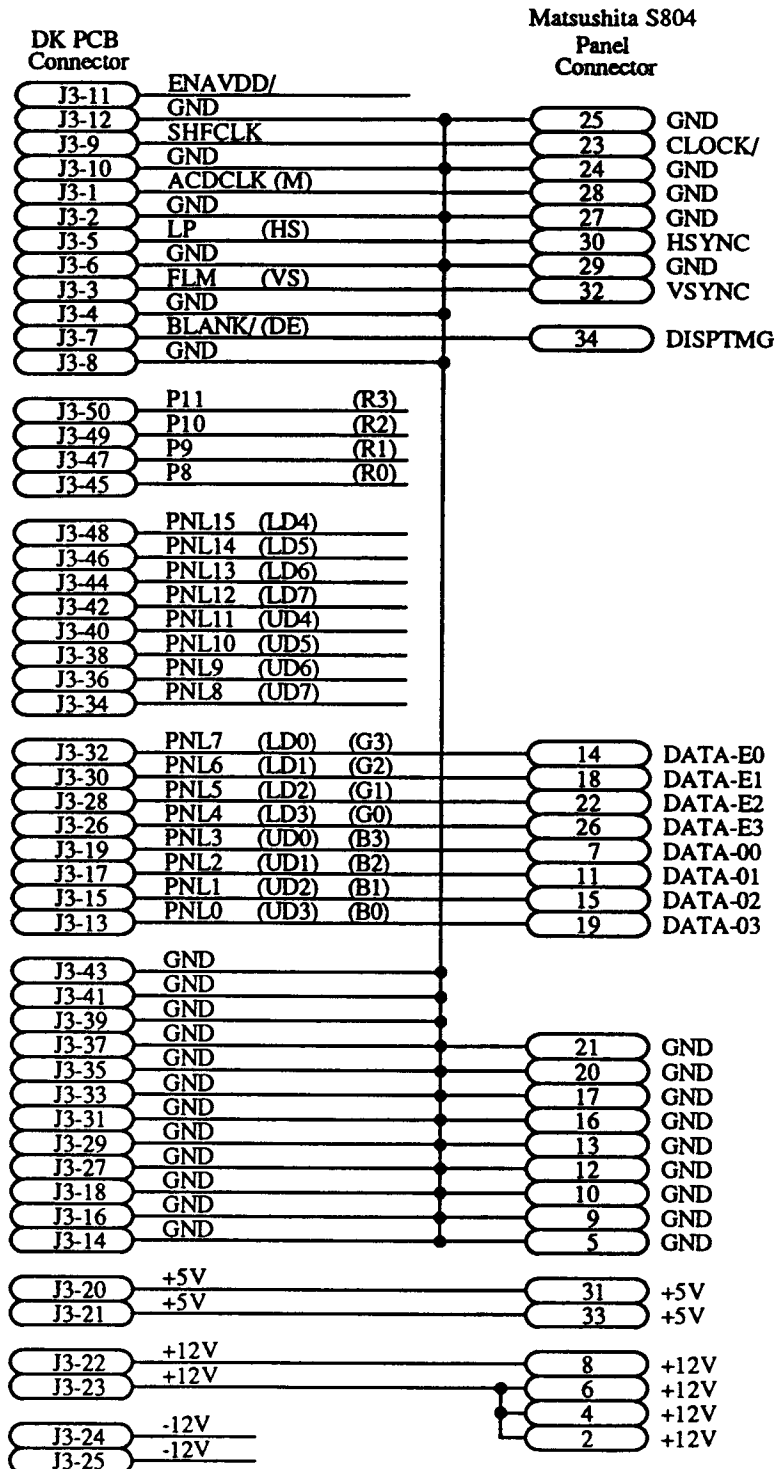 Matsushita S804
DK PCB Panel
Connector Connector
J3-11 ENAVDD/
J3-12 GND 25 GND
J3-9 SHFCLK 23 CLOCK/
J3-10 GND 24 GND
J3-1 ACDCLK (M) 28 GND
J3-2 GND 27 GND
J3-5 LP (HS) 30 HSYNC
J3-6 GND 29 GND
J3-3 FLM (VS) 32 VSYNC
J3-4 GND
J3-7 BLANK/ (DE) 34 DISPTMG
J3-8 GND
J3-50 P11 (R3)
J3-49 P10 (R2)
J3-47 P9 (R1)
J3-45 P8 (R0)
J3-48 PNL15 (LD4)
J3-46 PNL14 (LD5)
J3-44 PNL13 (LD6)
J3-42 PNL12 (LD7)
J3-40 PNL11 (UD4)
J3-38 PNL10 (UD5)
J3-36 PNL9 (UD6)
J3-34 PNL8 (UD7)
J3-32 PNL7 (LD0) (G3) 14 DATA-E0
J3-30 PNL6 (LD1) (G2) 18 DATA-E1
J3-28 PNL5 (LD2) (G1) 22 DATA-E2
J3-26 PNL4 (LD3) (G0) 26 DATA-E3
J3-19 PNL3 (UD0) (B3) 7 DATA-00
J3-17 PNL2 (UD1) (B2) 11 DATA-01
J3-15 PNL1 (UD2) (B1) 15 DATA-02
J3-13 PNL0 (UD3) (B0) 19 DATA-03
J3-43 GND
J3-41 GND
J3-39 GND
J3-37 GND 21 GND
J3-35 GND 20 GND
J3-33 GND 17 GND
J3-31 GND 16 GND
J3-29 GND 13 GND
J3-27 GND 12 GND
J3-18 GND 10 GND
J3-16 GND 9 GND
J3-14 GND 5 GND
J3-20 +5V 31 +5V
J3-21 +5V 33 +5V
J3-22 +12V 8 +12V
J3-23 +12V 6 +12V
4 +12V
J3-24 -12V 2 +12V
J3-25 -12V